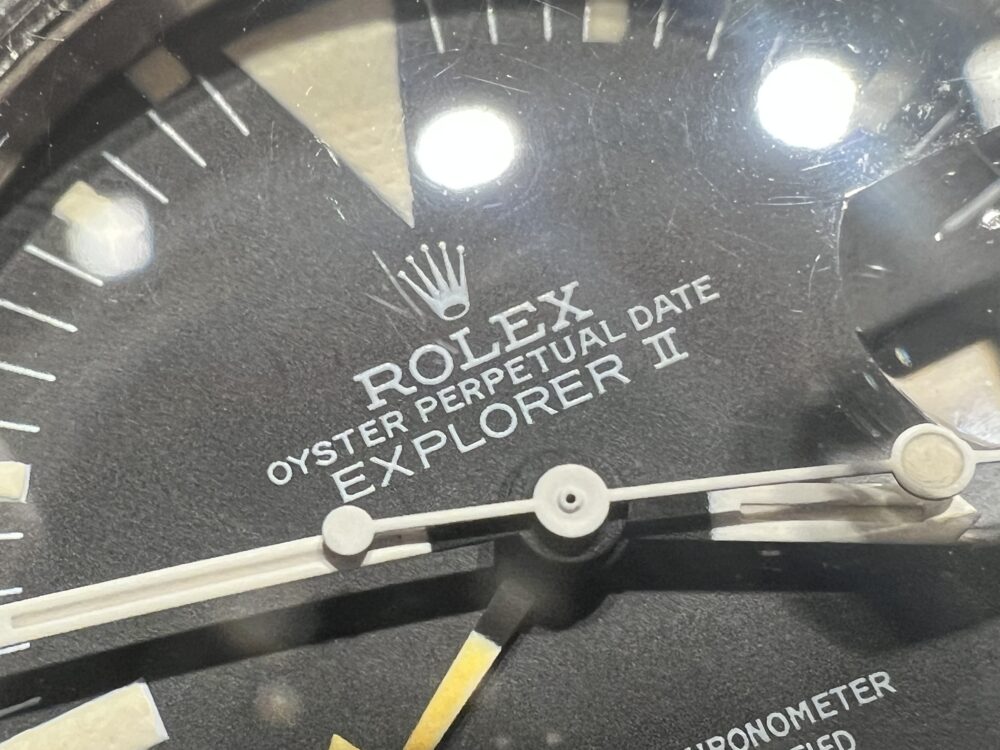 ROLEX
OYSTER PERPETUAL DATE
EXPLORER II